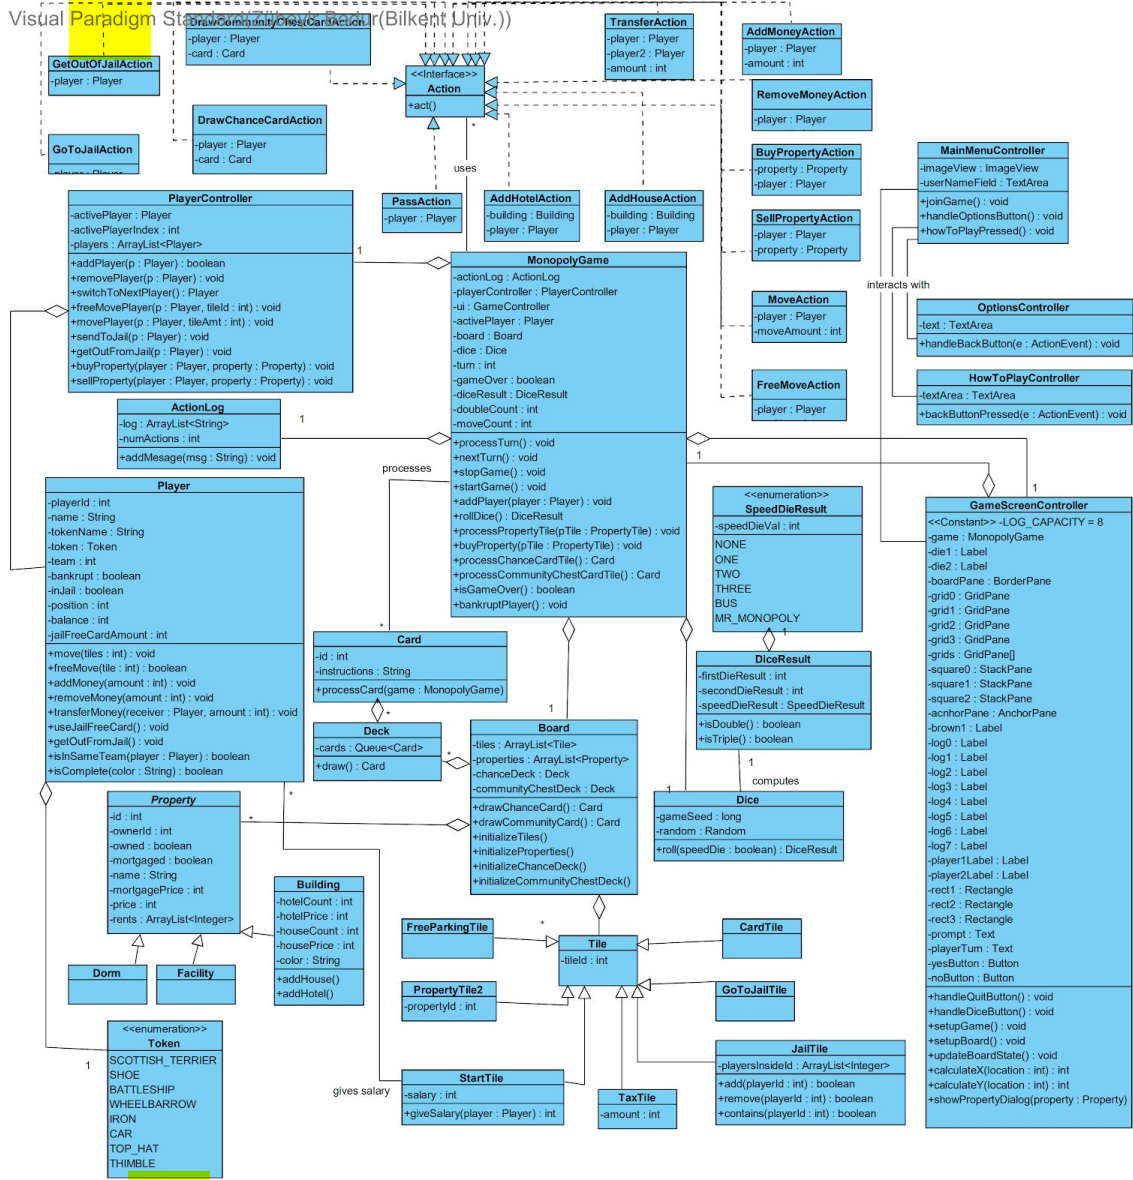 Visual Paradigm Standard(Zübeyir Bodur(Bilkent Univ.))
GetOutOfJailAction
-player : Player
DrawCommunityChestCardAction
-player : Player
-card : Card
<<Interface>>
Action
+act()
TransferAction
-player : Player
-player2 : Player
-amount : int
AddMoneyAction
-player : Player
-amount : int
RemoveMoneyAction
-player : Player
GoToJailAction
-player : Player
DrawChanceCardAction
-player : Player
-card : Card
*
uses
BuyPropertyAction
-property : Property
-player : Player
MainMenuController
-imageView : ImageView
-userNameField : TextArea
+joinGame() : void
+handleOptionsButton() : void
+howToPlayPressed() : void
PassAction
-player : Player
AddHotelAction
-building : Building
-player : Player
AddHouseAction
-building : Building
-player : Player
SellPropertyAction
-player : Player
-property : Property
PlayerController
-activePlayer : Player
-activePlayerIndex : int
-players : ArrayList<Player>
+addPlayer(p : Player) : boolean
+removePlayer(p : Player) : void
+switchToNextPlayer() : Player
+freeMovePlayer(p : Player, tileId : int) : void
+movePlayer(p : Player, tileAmt : int) : void
+sendToJail(p : Player) : void
+getOutFromJail(p : Player) : void
+buyProperty(player : Player, property : Property) : void
+sellProperty(player : Player, property : Property) : void
1
MonopolyGame
-actionLog : ActionLog
-playerController : PlayerController
-ui : GameController
-activePlayer : Player
-board : Board
-dice : Dice
-turn : int
-gameOver : boolean
-diceResult : DiceResult
-doubleCount : int
-moveCount : int
+processTurn() : void
+nextTurn() : void
+stopGame() : void
+startGame() : void
+addPlayer(player : Player) : void
+rollDice() : DiceResult
+processPropertyTile(pTile : PropertyTile) : void
+buyProperty(pTile : PropertyTile) : void
+processChanceCardTile() : Card
+processCommunityChestCardTile() : Card
+isGameOver() : boolean
+bankruptPlayer() : void
MoveAction
-player : Player
-moveAmount : int
FreeMoveAction
-player : Player
interacts with
OptionsController
-text : TextArea
+handleBackButton(e : ActionEvent) : void
HowToPlayController
-textArea : TextArea
+backButtonPressed(e : ActionEvent) : void
ActionLog
-log : ArrayList<String>
-numActions : int
+addMesage(msg : String) : void
1
processes
1
1
Player
-playerId : int
-name : String
-tokenName : String
-token : Token
-team : int
-bankrupt : boolean
-inJail : boolean
-position : int
-balance : int
-jailFreeCardAmount : int
+move(tiles : int) : void
+freeMove(tile : int) : boolean
+addMoney(amount : int) : void
+removeMoney(amount : int) : void
+transferMoney(receiver : Player, amount : int) : void
+useJailFreeCard() : void
+getOutFromJail() : void
+isInSameTeam(player : Player) : boolean
+isComplete(color : String) : boolean
<<enumeration>>
SpeedDieResult
-speedDieVal : int
NONE
ONE
TWO
THREE
BUS
MR_MONOPOLY
1
GameScreenController
<<Constant>> -LOG_CAPACITY = 8
-game : MonopolyGame
-die1 : Label
-die2 : Label
-boardPane : BorderPane
-grid0 : GridPane
-grid1 : GridPane
-grid2 : GridPane
-grid3 : GridPane
-grids : GridPane[]
-square0 : StackPane
-square1 : StackPane
-square2 : StackPane
-acnhorPane : AnchorPane
-brown1 : Label
-log0 : Label
-log1 : Label
-log2 : Label
-log3 : Label
-log4 : Label
-log5 : Label
-log6 : Label
-log7 : Label
-player1Label : Label
-player2Label : Label
-rect1 : Rectangle
-rect2 : Rectangle
-rect3 : Rectangle
-prompt : Text
-playerTurn : Text
-yesButton : Button
-noButton : Button
+handleQuitButton() : void
+handleDiceButton() : void
+setupGame() : void
+setupBoard() : void
+updateBoardState() : void
+calculateX(location : int) : int
+calculateY(location : int) : int
+showPropertyDialog(property : Property)
*
Card
-id : int
-instructions : String
+processCard(game : MonopolyGame)
*
Deck
-cards : Queue<Card>
+draw() : Card
*
1
Board
-tiles : ArrayList<Tile>
-properties : ArrayList<Property>
-chanceDeck : Deck
-communityChestDeck : Deck
+drawChanceCard() : Card
+drawCommunityCard() : Card
+initializeTiles()
+initializeProperties()
+initializeChanceDeck()
+initializeCommunityChestDeck()
DiceResult
-firstDieResult : int
-secondDieResult : int
-speedDieResult : SpeedDieResult
+isDouble() : boolean
+isTriple() : boolean
1
computes
1
Dice
-gameSeed : long
-random : Random
+roll(speedDie : boolean) : DiceResult
*
*
Property
-id : int
-ownerId : int
-owned : boolean
-mortgaged : boolean
-name : String
-mortgagePrice : int
-price : int
-rents : ArrayList<Integer>
Building
-hotelCount : int
-hotelPrice : int
-houseCount : int
-housePrice : int
-color : String
+addHouse()
+addHotel()
Dorm
Facility
FreeParkingTile
*
Tile
-tileId : int
CardTile
PropertyTile2
-propertyId : int
GoToJailTile
<<enumeration>>
Token
SCOTTISH_TERRIER
SHOE
BATTLESHIP
WHEELBARROW
IRON
CAR
TOP_HAT
THIMBLE
1
gives salary
StartTile
-salary : int
+giveSalary(player : Player) : int
TaxTile
-amount : int
JailTile
-playersInsideId : ArrayList<Integer>
+add(playerId : int) : boolean
+remove(playerId : int) : boolean
+contains(playerId : int) : boolean